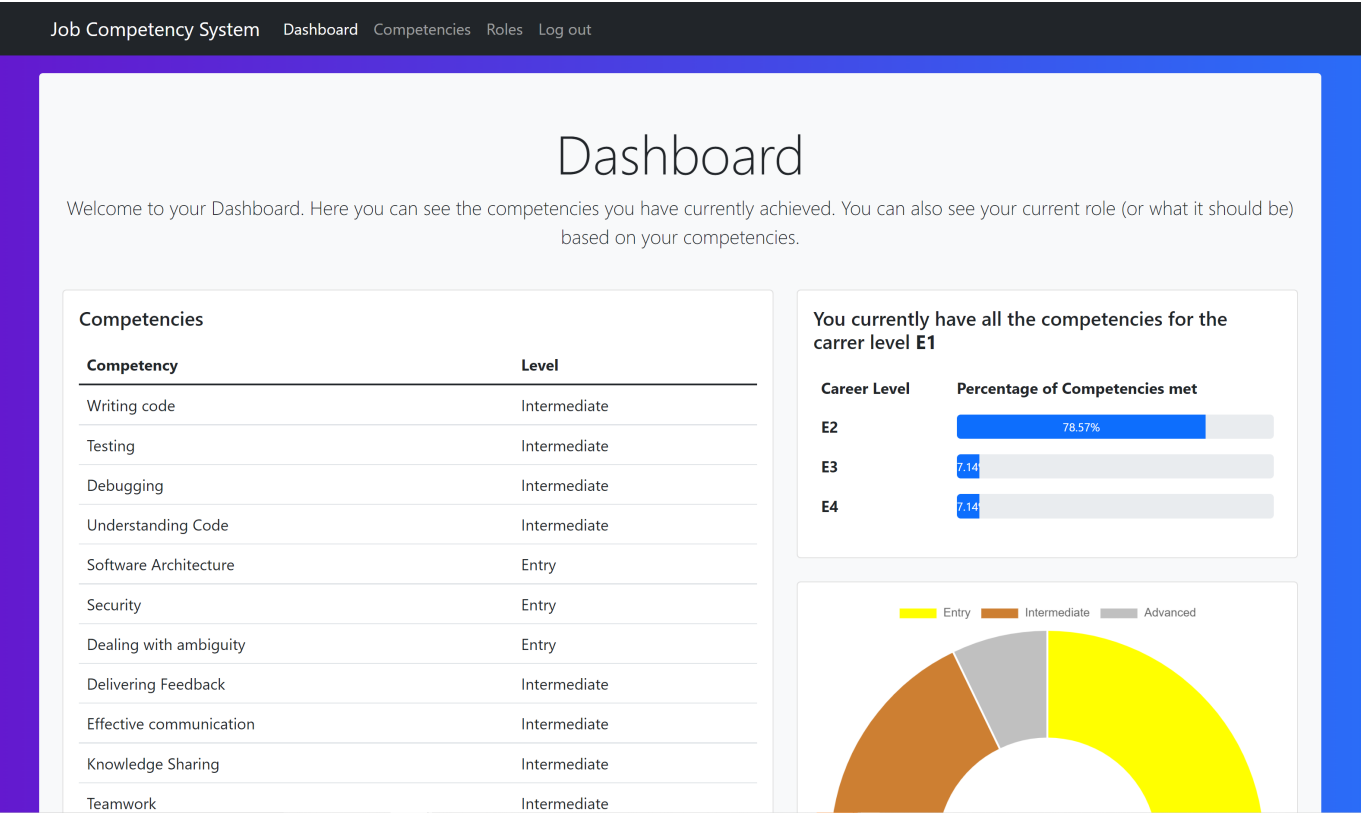 Job Competency System Dashboard Competencies Roles Log out
Dashboard
Welcome to your Dashboard. Here you can see the competencies you have currently achieved. You can also see your current role (or what it should be)
based on your competencies.
Competencies
Competency Level
Writing code Intermediate
Testing Intermediate
Debugging Intermediate
Understanding Code Intermediate
Software Architecture Entry
Security Entry
Dealing with ambiguity Entry
Delivering Feedback Intermediate
Effective communication Intermediate
Knowledge Sharing Intermediate
Teamwork Intermediate
You currently have all the competencies for the
carrer level E1
Career Level Percentage of Competencies met
E2 78.57%
E3 7.14
E4 7.14
Entry Intermediate Advanced